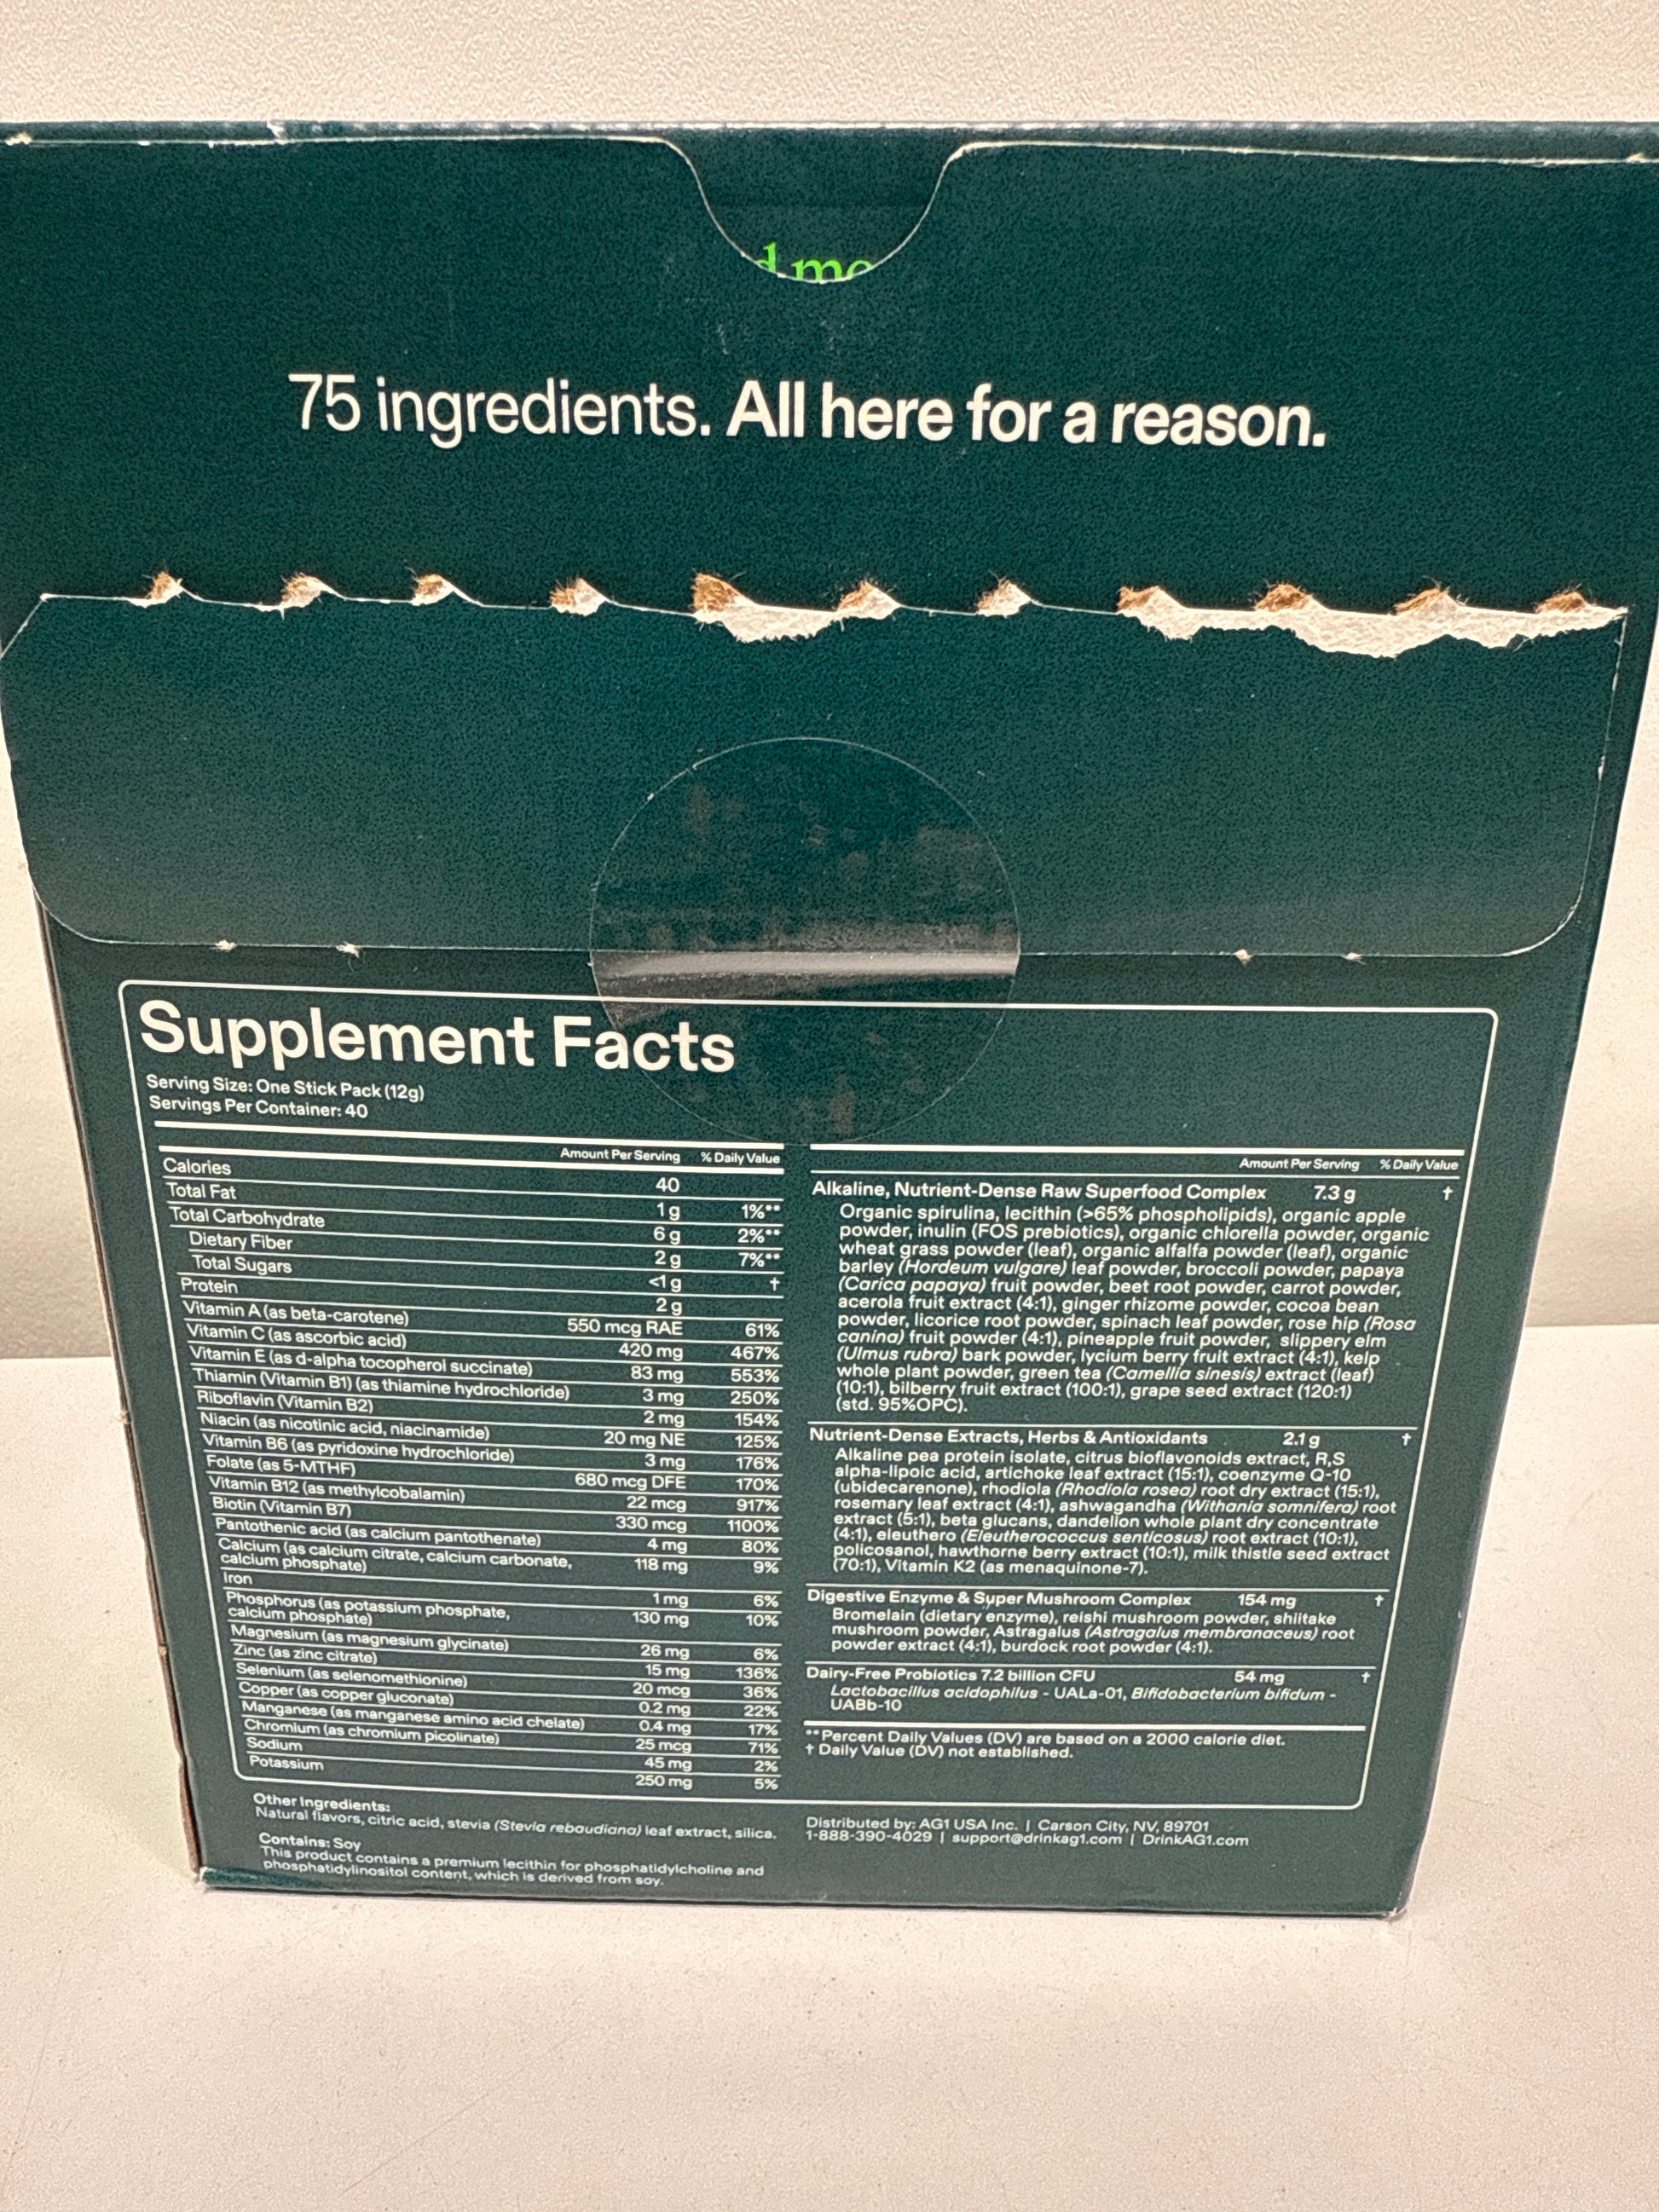 d mo
75 ingredients. All here for a reason.
Supplement Facts
Serving Size: One Stick Pack (12g)
Servings Per Container: 40
Amount Per Serving % Daily Value
Calories 40
Total Fat 1 g 1%**
Total Carbohydrate 6 g 2%**
Dietary Fiber 2 g 7%**
Total Sugars <1 g †
Protein 2 g
Vitamin A (as beta-carotene) 550 mcg RAE 61%
Vitamin C (as ascorbic acid) 420 mg 467%
Vitamin E (as d-alpha tocopherol succinate) 83 mg 553%
Thiamin (Vitamin B1) (as thiamine hydrochloride) 3 mg 250%
Riboflavin (Vitamin B2) 2 mg 154%
Niacin (as nicotinic acid, niacinamide) 20 mg NE 125%
Vitamin B6 (as pyridoxine hydrochloride) 3 mg 176%
Folate (as 5-MTHF) 680 mcg DFE 170%
Vitamin B12 (as methylcobalamin) 22 mcg 917%
Biotin (Vitamin B7) 330 mcg 1100%
Pantothenic acid (as calcium pantothenate) 4 mg 80%
Calcium (as calcium citrate, calcium carbonate, 118 mg 9%
calcium phosphate)
Iron 1 mg 6%
Phosphorus (as potassium phosphate, 130 mg 10%
calcium phosphate)
Magnesium (as magnesium glycinate) 26 mg 6%
Zinc (as zinc citrate) 15 mg 136%
Selenium (as selenomethionine) 20 mcg 36%
Copper (as copper gluconate) 0.2 mg 22%
Manganese (as manganese amino acid chelate) 0.4 mg 17%
Chromium (as chromium picolinate) 25 mcg 71%
Sodium 45 mg 2%
Potassium 250 mg 5%
Amount Per Serving % Daily Value
Alkaline, Nutrient-Dense Raw Superfood Complex 7.3 g †
Organic spirulina, lecithin (>65% phospholipids), organic apple
powder, inulin (FOS prebiotics), organic chlorella powder, organic
wheat grass powder (leaf), organic alfalfa powder (leaf), organic
barley (Hordeum vulgare) leaf powder, broccoli powder, papaya
(Carica papaya) fruit powder, beet root powder, carrot powder,
acerola fruit extract (4:1), ginger rhizome powder, cocoa bean
powder, licorice root powder, spinach leaf powder, rose hip (Rosa
canina) fruit powder (4:1), pineapple fruit powder, slippery elm
(Ulmus rubra) bark powder, lycium berry fruit extract (4:1), kelp
whole plant powder, green tea (Camellia sinesis) extract (leaf)
(10:1), bilberry fruit extract (100:1), grape seed extract (120:1)
(std. 95%OPC).
Nutrient-Dense Extracts, Herbs & Antioxidants 2.1 g †
Alkaline pea protein isolate, citrus bioflavonoids extract, R,S
alpha-lipoic acid, artichoke leaf extract (15:1), coenzyme Q-10
(ubidecarenone), rhodiola (Rhodiola rosea) root dry extract (15:1),
rosemary leaf extract (4:1), ashwagandha (Withania somnifera) root
extract (5:1), beta glucans, dandelion whole plant dry concentrate
(4:1), eleuthero (Eleutherococcus senticosus) root extract (10:1),
policosanol, hawthorne berry extract (10:1), milk thistle seed extract
(70:1), Vitamin K2 (as menaquinone-7).
Digestive Enzyme & Super Mushroom Complex 154 mg †
Bromelain (dietary enzyme), reishi mushroom powder, shiitake
mushroom powder, Astragalus (Astragalus membranaceus) root
powder extract (4:1), burdock root powder (4:1).
Dairy-Free Probiotics 7.2 billion CFU 54 mg †
Lactobacillus acidophilus - UALa-01, Bifidobacterium bifidum -
UABb-10
**Percent Daily Values (DV) are based on a 2000 calorie diet.
† Daily Value (DV) not established.
Other Ingredients:
Natural flavors, citric acid, stevia (Stevia rebaudiana) leaf extract, silica.
Contains: Soy
This product contains a premium lecithin for phosphatidylcholine and
phosphatidylinositol content, which is derived from soy.
Distributed by: AG1 USA Inc. | Carson City, NV, 89701
1-888-390-4029 | support@drinkag1.com | DrinkAG1.com